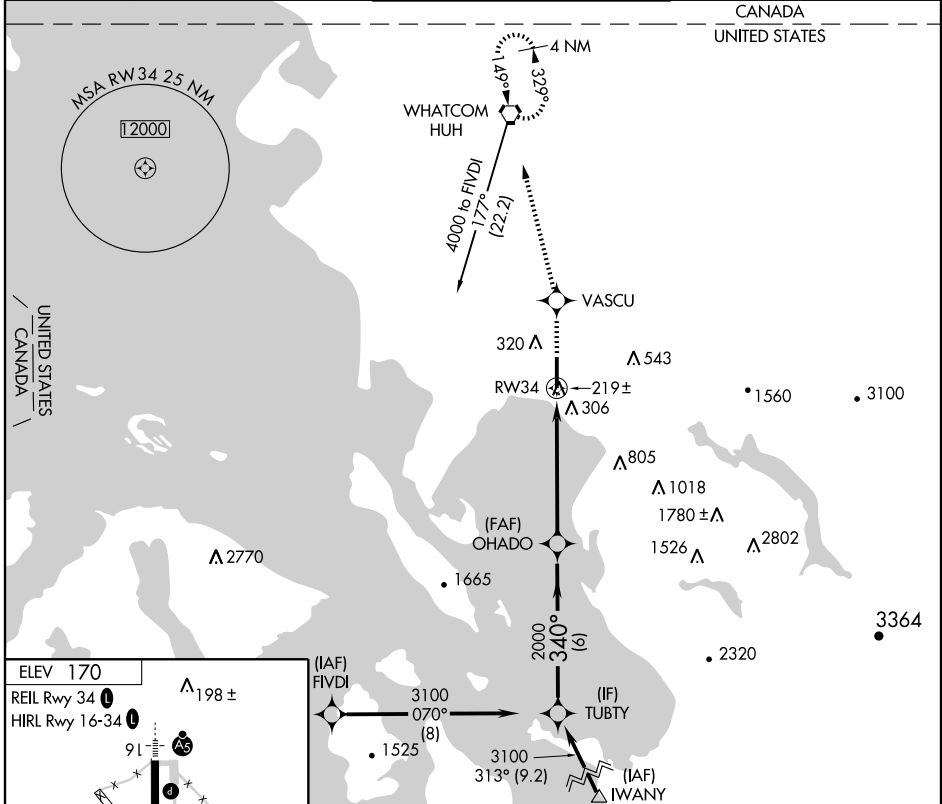 CANADA
UNITED STATES
MSA RW34 25 NM
12000
4 NM
149°
329°
WHATCOM
HUH
4000 to FIVDI
177°
(22.2)
VASCU
UNITED STATES
CANADA
320
543
RW34
219 ±
306
1560
3100
805
1018
1780 ±
1526
2802
(FAF)
OHADO
2770
1665
3364
2000
340°
(6)
2320
ELEV 170
REIL Rwy 34 L
HIRL Rwy 16-34 L
198 ±
16
A5
P
(IAF)
FIVDI
3100
070°
(8)
(IF)
TUBTY
1525
3100
313° (9.2)
(IAF)
IWANY